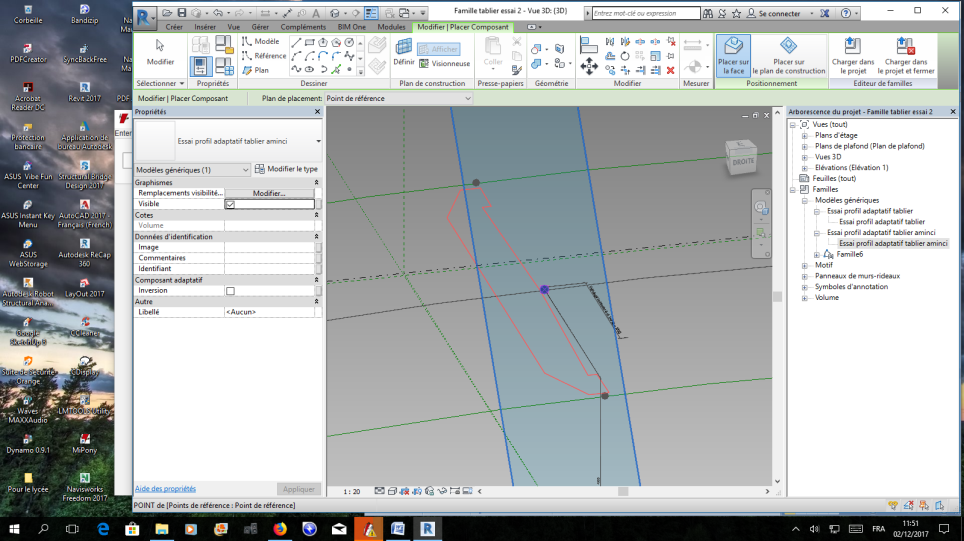 Famille tablier essai 2 - Vue 3D: {3D}
Entrez mot-clé ou expression
Se connecter
Créer Insérer Vue Gérer Compléments BIM One Modules Modifier | Placer Composant
Modifier
Sélectionner
Propriétés
Modèle
Référence
Plan
Dessiner
Définir
Afficher
Visionneuse
Plan de construction
Coller
Presse-papiers
Géométrie
Modifier
Mesurer
Placer sur
la face
Placer sur
le plan de construction
Positionnement
Charger dans
le projet
Charger dans
le projet et fermer
Editeur de familles
Modifier | Placer Composant
Plan de placement: Point de référence
Propriétés
Essai profil adaptatif tablier aminci
Modèles génériques (1)
Modifier le type
Graphismes
Remplacements visibilité... Modifier...
Visible
Cotes
Volume
Données d'identification
Image
Commentaires
Identifiant
Composant adaptatif
Inversion
Autre
Libellé <Aucun>
Aide des propriétés
Appliquer
DROITE
1 : 20
POINT de [Points de référence : Point de référence]
Arborescence du projet - Famille tablier essai 2
Vues (tout)
Plans d'étage
Plans de plafond (Plan de plafond)
Vues 3D
Elévations (Elévation 1)
Feuilles (tout)
Familles
Modèles génériques
Essai profil adaptatif tablier
Essai profil adaptatif tablier
Essai profil adaptatif tablier aminci
Essai profil adaptatif tablier aminci
Famille6
Motif
Panneaux de murs-rideaux
Symboles d'annotation
Volume
Corbeille
Bandizip
PDFCreator
SyncBackFree
Acrobat
Reader DC
Revit 2017
PDF
Protection
bancaire
Application de
bureau Autodesk
Enter
ASUS Vibe Fun
Center
Structural Bridge
Design 2017
ASUS Instant Key
Menu
AutoCAD 2017 -
Français (French)
ASUS
WebStorage
Autodesk ReCap
360
Autodesk Robot
Structural Ana...
LayOut 2017
Google
SketchUp 8
CCleaner
Suite de Sécurité
Orange
CDisplay
Waves
MAXXAudio
LMTOOLS Utility
Dynamo 0.9.1
MiPony
Pour le lycée
Navisworks
Freedom 2017
FRA
11:51
02/12/2017